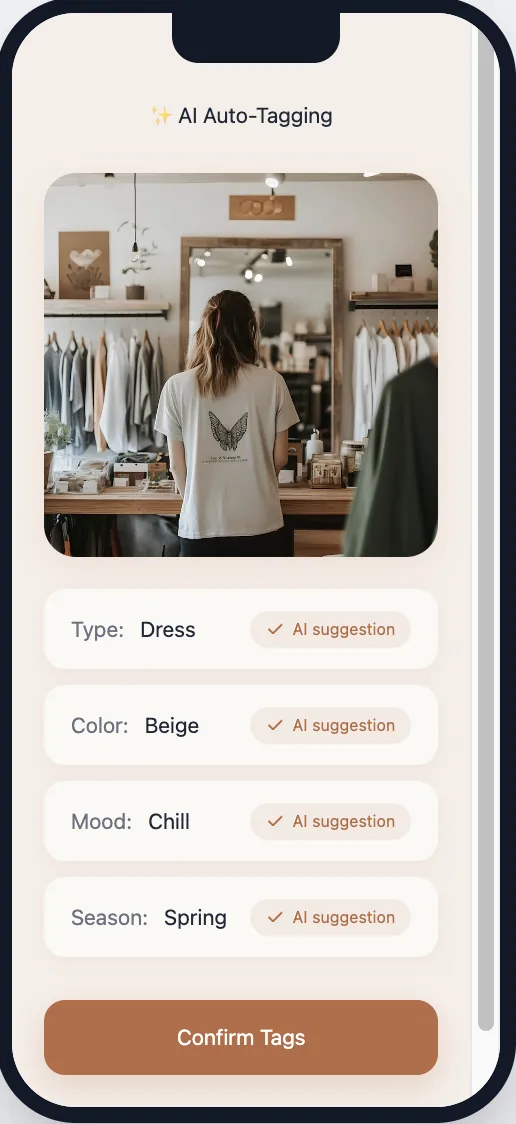 ✨ AI Auto-Tagging
Type: Dress
✓ AI suggestion
Color: Beige
✓ AI suggestion
Mood: Chill
✓ AI suggestion
Season: Spring
✓ AI suggestion
Confirm Tags